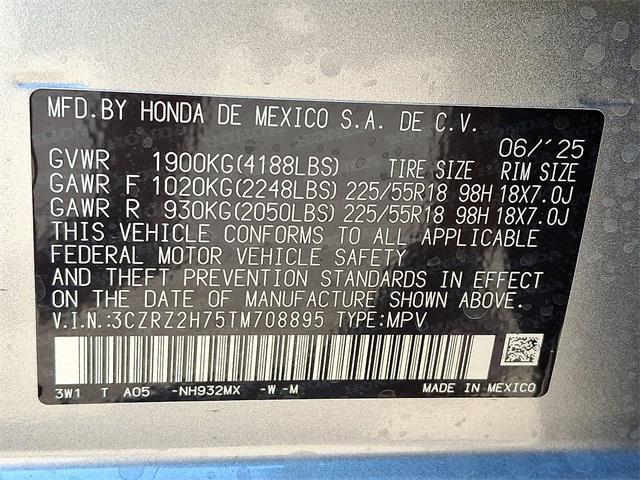 MFD.BY HONDA DE MEXICO S.A. DE C.V.
06/'25
GVWR 1900KG(4188LBS) TIRE SIZE RIM SIZE
GAWR F 1020KG(2248LBS) 225/55R18 98H 18X7.0J
GAWR R 930KG(2050LBS) 225/55R18 98H 18X7.0J
THIS VEHICLE CONFORMS TO ALL APPLICABLE
FEDERAL MOTOR VEHICLE SAFETY
AND THEFT PREVENTION STANDARDS IN EFFECT
ON THE DATE OF MANUFACTURE SHOWN ABOVE.
V.I.N.:3CZRZ2H75TM708895 TYPE:MPV
3W1 T A05 -NH932MX -W -M MADE IN MEXICO